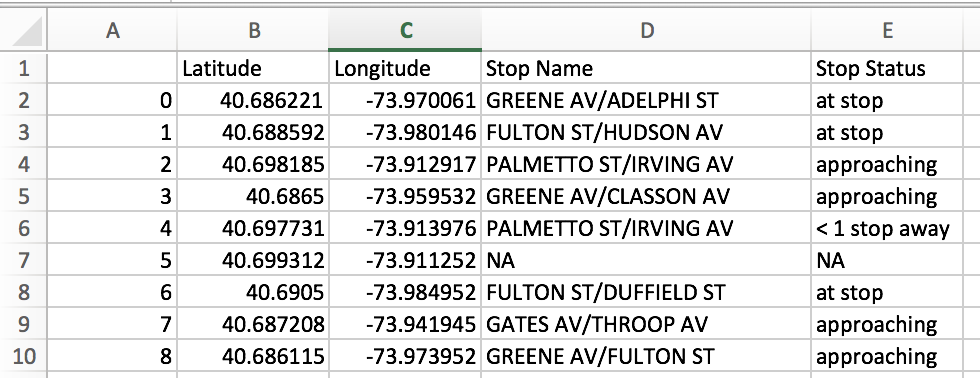 A B C D E
1 Latitude Longitude Stop Name Stop Status
2 0 40.686221 -73.970061 GREENE AV/ADELPHI ST at stop
3 1 40.688592 -73.980146 FULTON ST/HUDSON AV at stop
4 2 40.698185 -73.912917 PALMETTO ST/IRVING AV approaching
5 3 40.6865 -73.959532 GREENE AV/CLASSON AV approaching
6 4 40.697731 -73.913976 PALMETTO ST/IRVING AV < 1 stop away
7 5 40.699312 -73.911252 NA NA
8 6 40.6905 -73.984952 FULTON ST/DUFFIELD ST at stop
9 7 40.687208 -73.941945 GATES AV/THROOP AV approaching
10 8 40.686115 -73.973952 GREENE AV/FULTON ST approaching